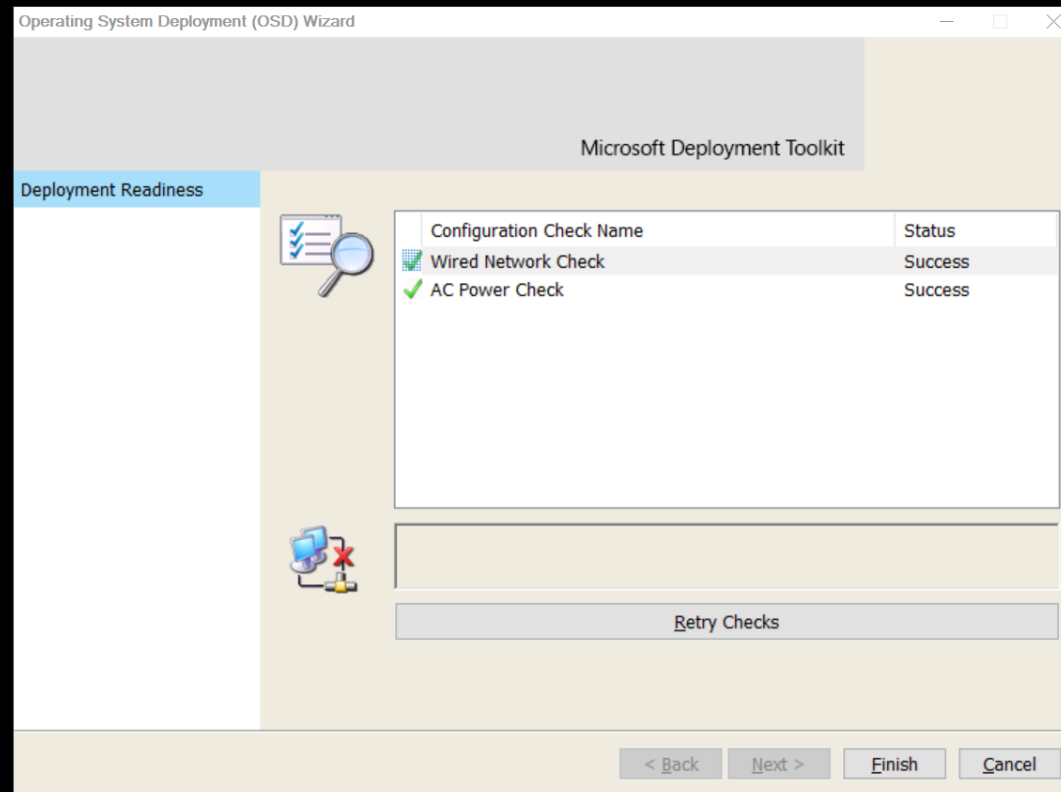 Operating System Deployment (OSD) Wizard
Microsoft Deployment Toolkit
Deployment Readiness
Configuration Check Name Status
Wired Network Check Success
AC Power Check Success
Retry Checks
< Back Next > Finish Cancel